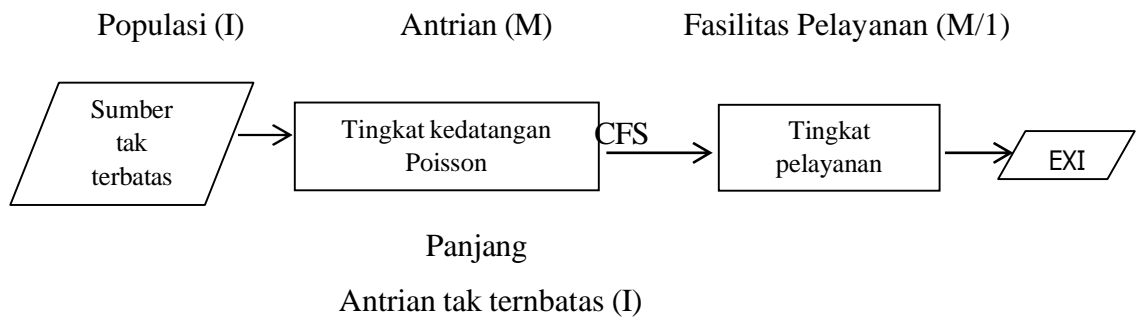 Populasi (I) Antrian (M) Fasilitas Pelayanan (M/1)
Sumber
tak
terbatas
Tingkat kedatangan
Poisson
CFS
Tingkat
pelayanan
EXI
Panjang
Antrian tak ternbatas (I)